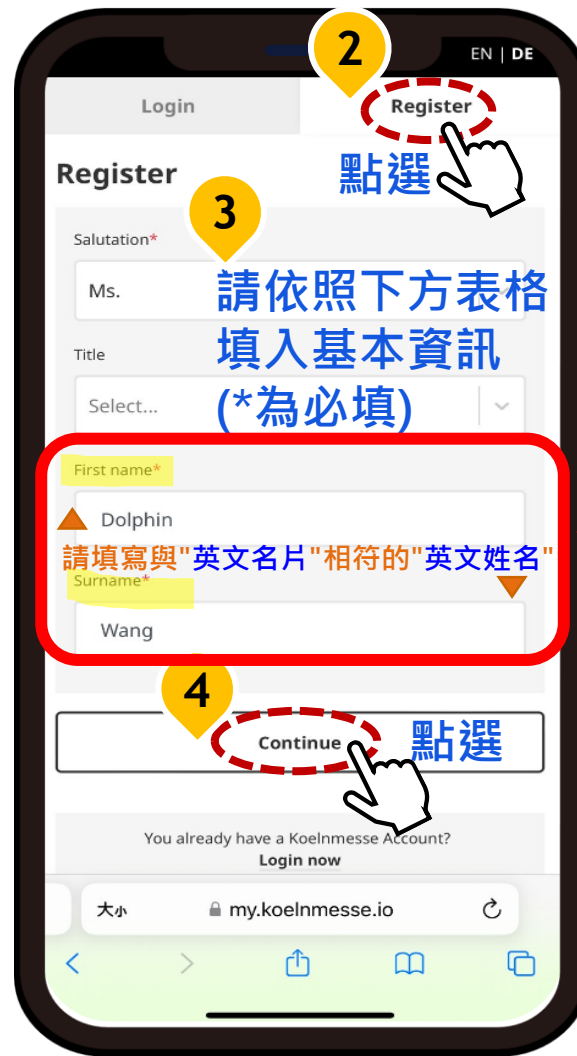 2
EN | DE
Login
Register
Register
點選
3
Salutation*
Ms.
請依照下方表格
Title
填入基本資訊
Select...
(*為必填)
First name*
Dolphin
請填寫與"英文名片"相符的"英文姓名"
Surname*
Wang
4
Continue
點選
You already have a Koelnmesse Account?
Login now
大小
my.koelnmesse.io